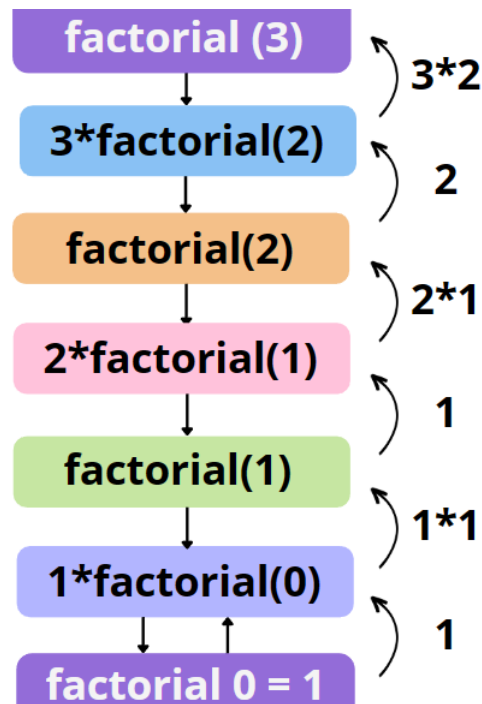 factorial (3)
3*2
3*factorial(2)
2
factorial(2)
2*1
2*factorial(1)
1
factorial(1)
1*1
1*factorial(0)
1
factorial 0 = 1